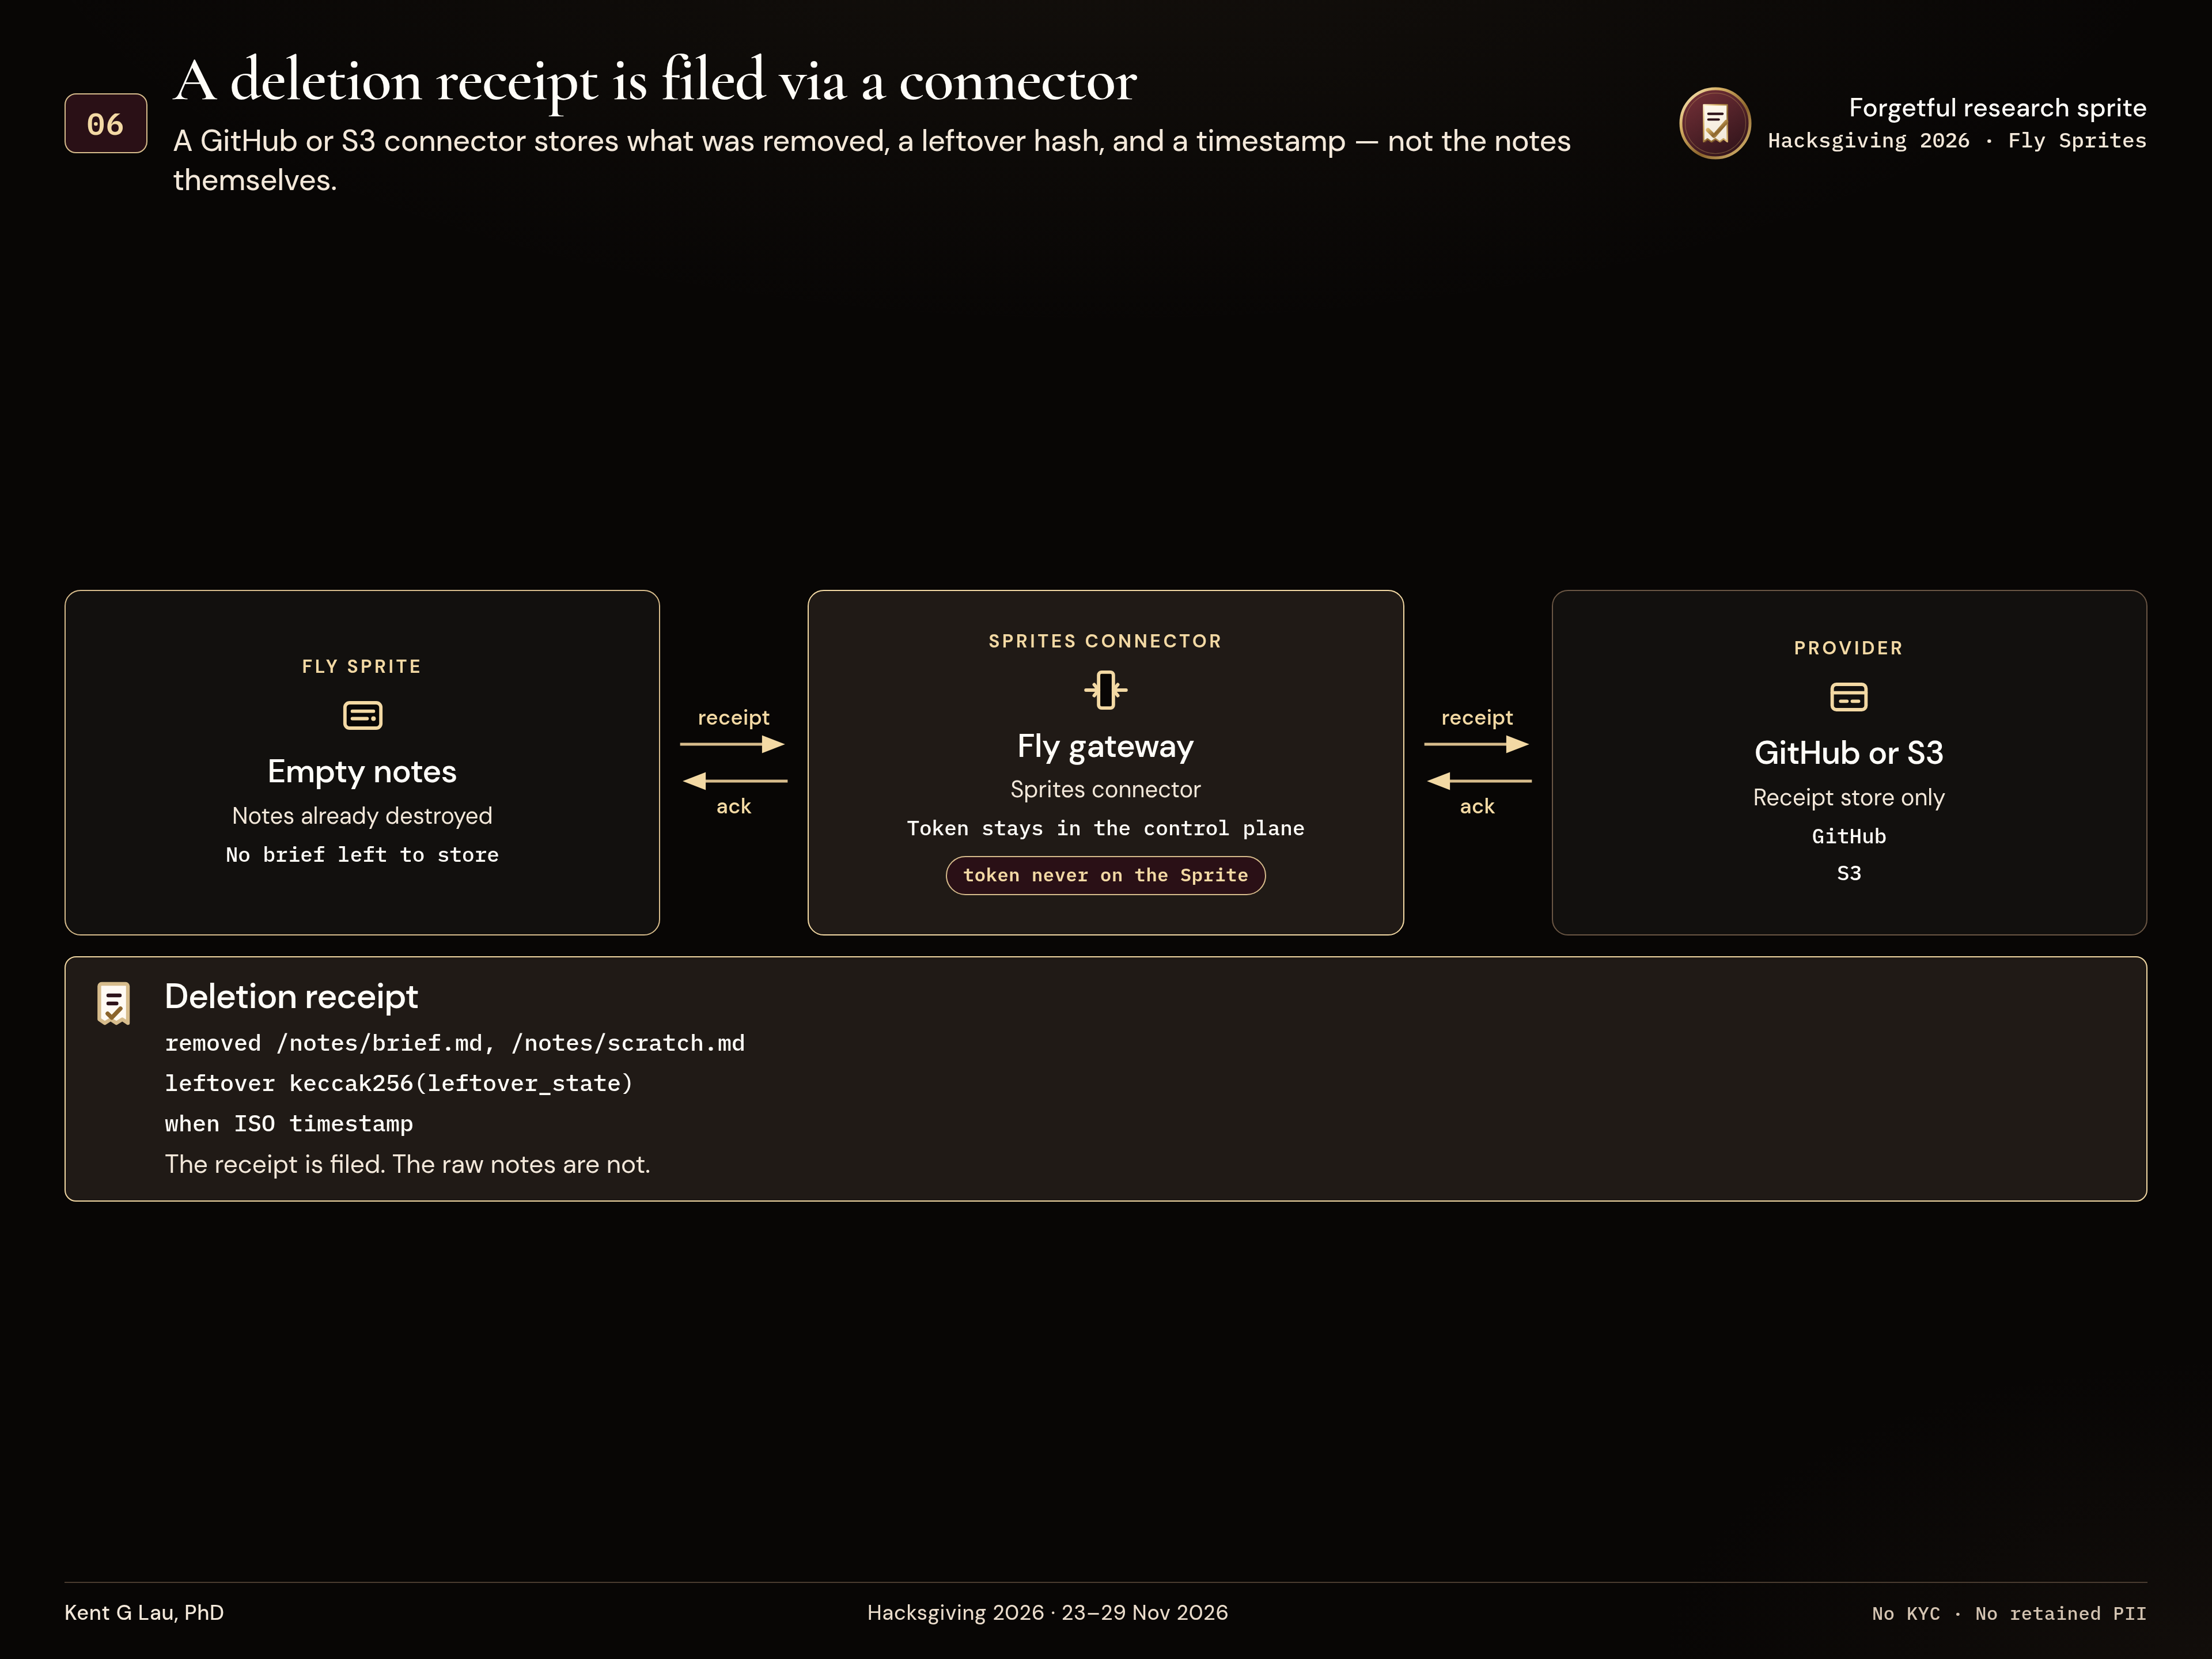 06
A deletion receipt is filed via a connector
A GitHub or S3 connector stores what was removed, a leftover hash, and a timestamp — not the notes
themselves.
Forgetful research sprite
Hacksgiving 2026 · Fly Sprites
FLY SPRITE
Empty notes
Notes already destroyed
No brief left to store
receipt
ack
SPRITES CONNECTOR
Fly gateway
Sprites connector
Token stays in the control plane
token never on the Sprite
receipt
ack
PROVIDER
GitHub or S3
Receipt store only
GitHub
S3
Deletion receipt
removed /notes/brief.md, /notes/scratch.md
leftover keccak256(leftover_state)
when ISO timestamp
The receipt is filed. The raw notes are not.
Kent G Lau, PhD
Hacksgiving 2026 · 23–29 Nov 2026
No KYC · No retained PII